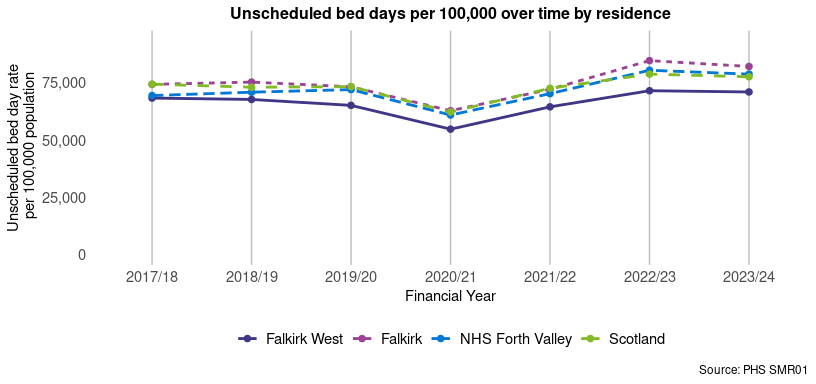 Unscheduled bed days per 100,000 over time by residence
Unscheduled bed day rate
per 100,000 population
75,000
50,000
25,000
0
2017/18 2018/19 2019/20 2020/21 2021/22 2022/23 2023/24
Financial Year
Falkirk West Falkirk NHS Forth Valley Scotland
Source: PHS SMR01